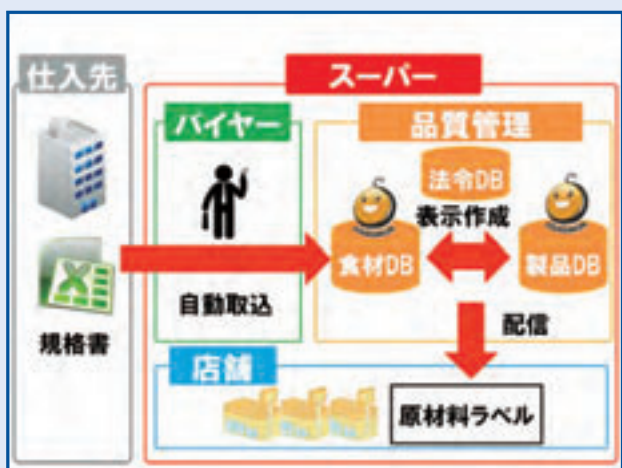 仕入先
規格書
スーパー
バイヤー
自動取込
品質管理
法令DB
表示作成
食材DB
製品DB
配信
店舗
原材料ラベル